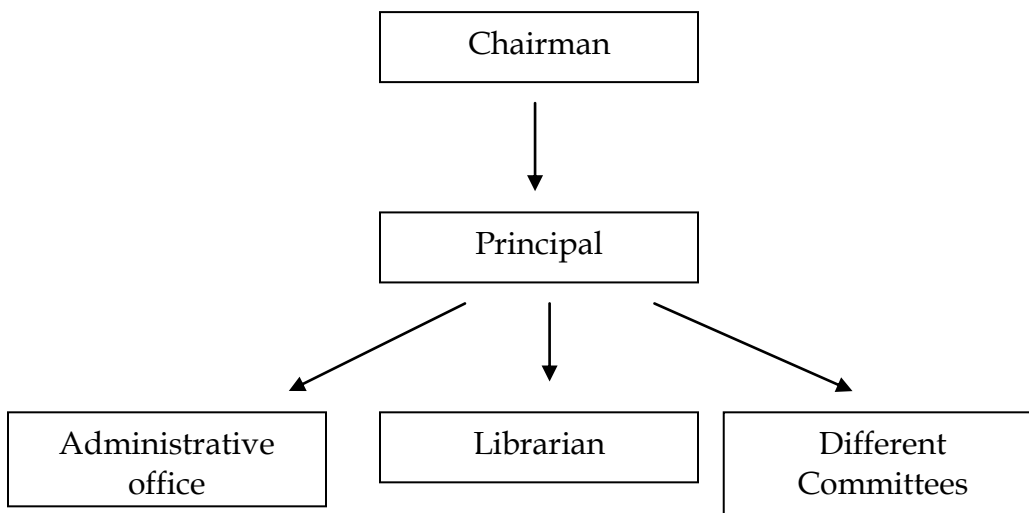 Chairman
Principal
Administrative
office
Librarian
Different
Committees